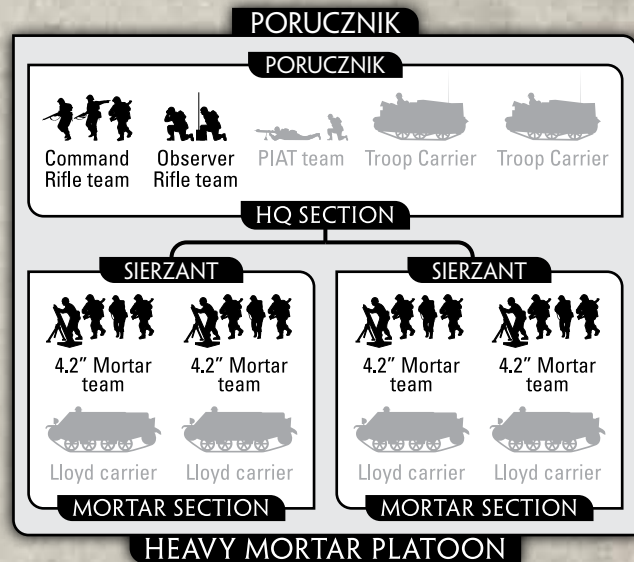 PORUCZNIK
PORUCZNIK
Command Observer PIAT team Troop Carrier Troop Carrier
Rifle team Rifle team
HQ SECTION
SIERZANT SIERZANT
4.2” Mortar 4.2” Mortar 4.2” Mortar 4.2” Mortar
team team team team
Lloyd carrier Lloyd carrier Lloyd carrier Lloyd carrier
MORTAR SECTION MORTAR SECTION
HEAVY MORTAR PLATOON